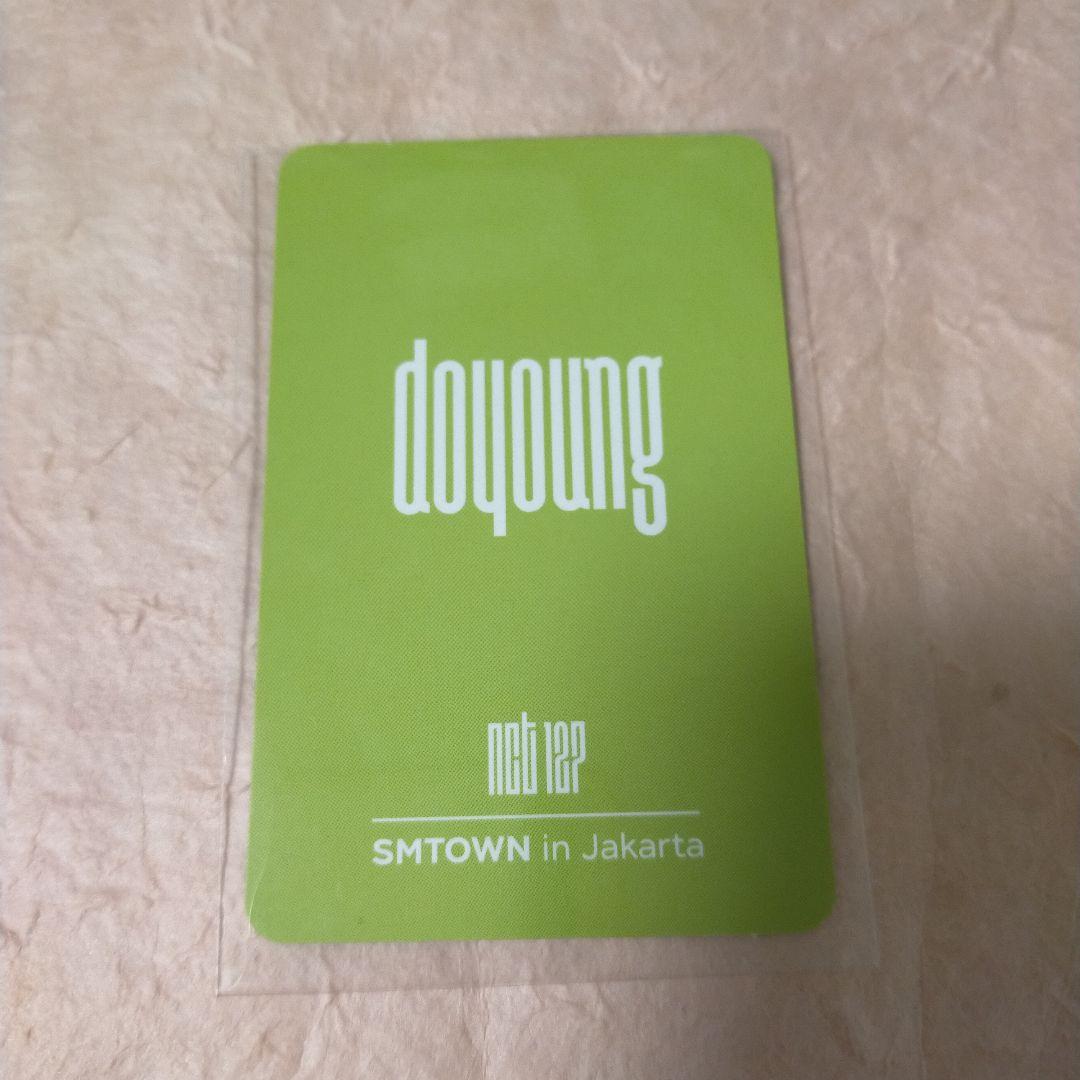 doyoung
nct 127
SMTOWN in Jakarta